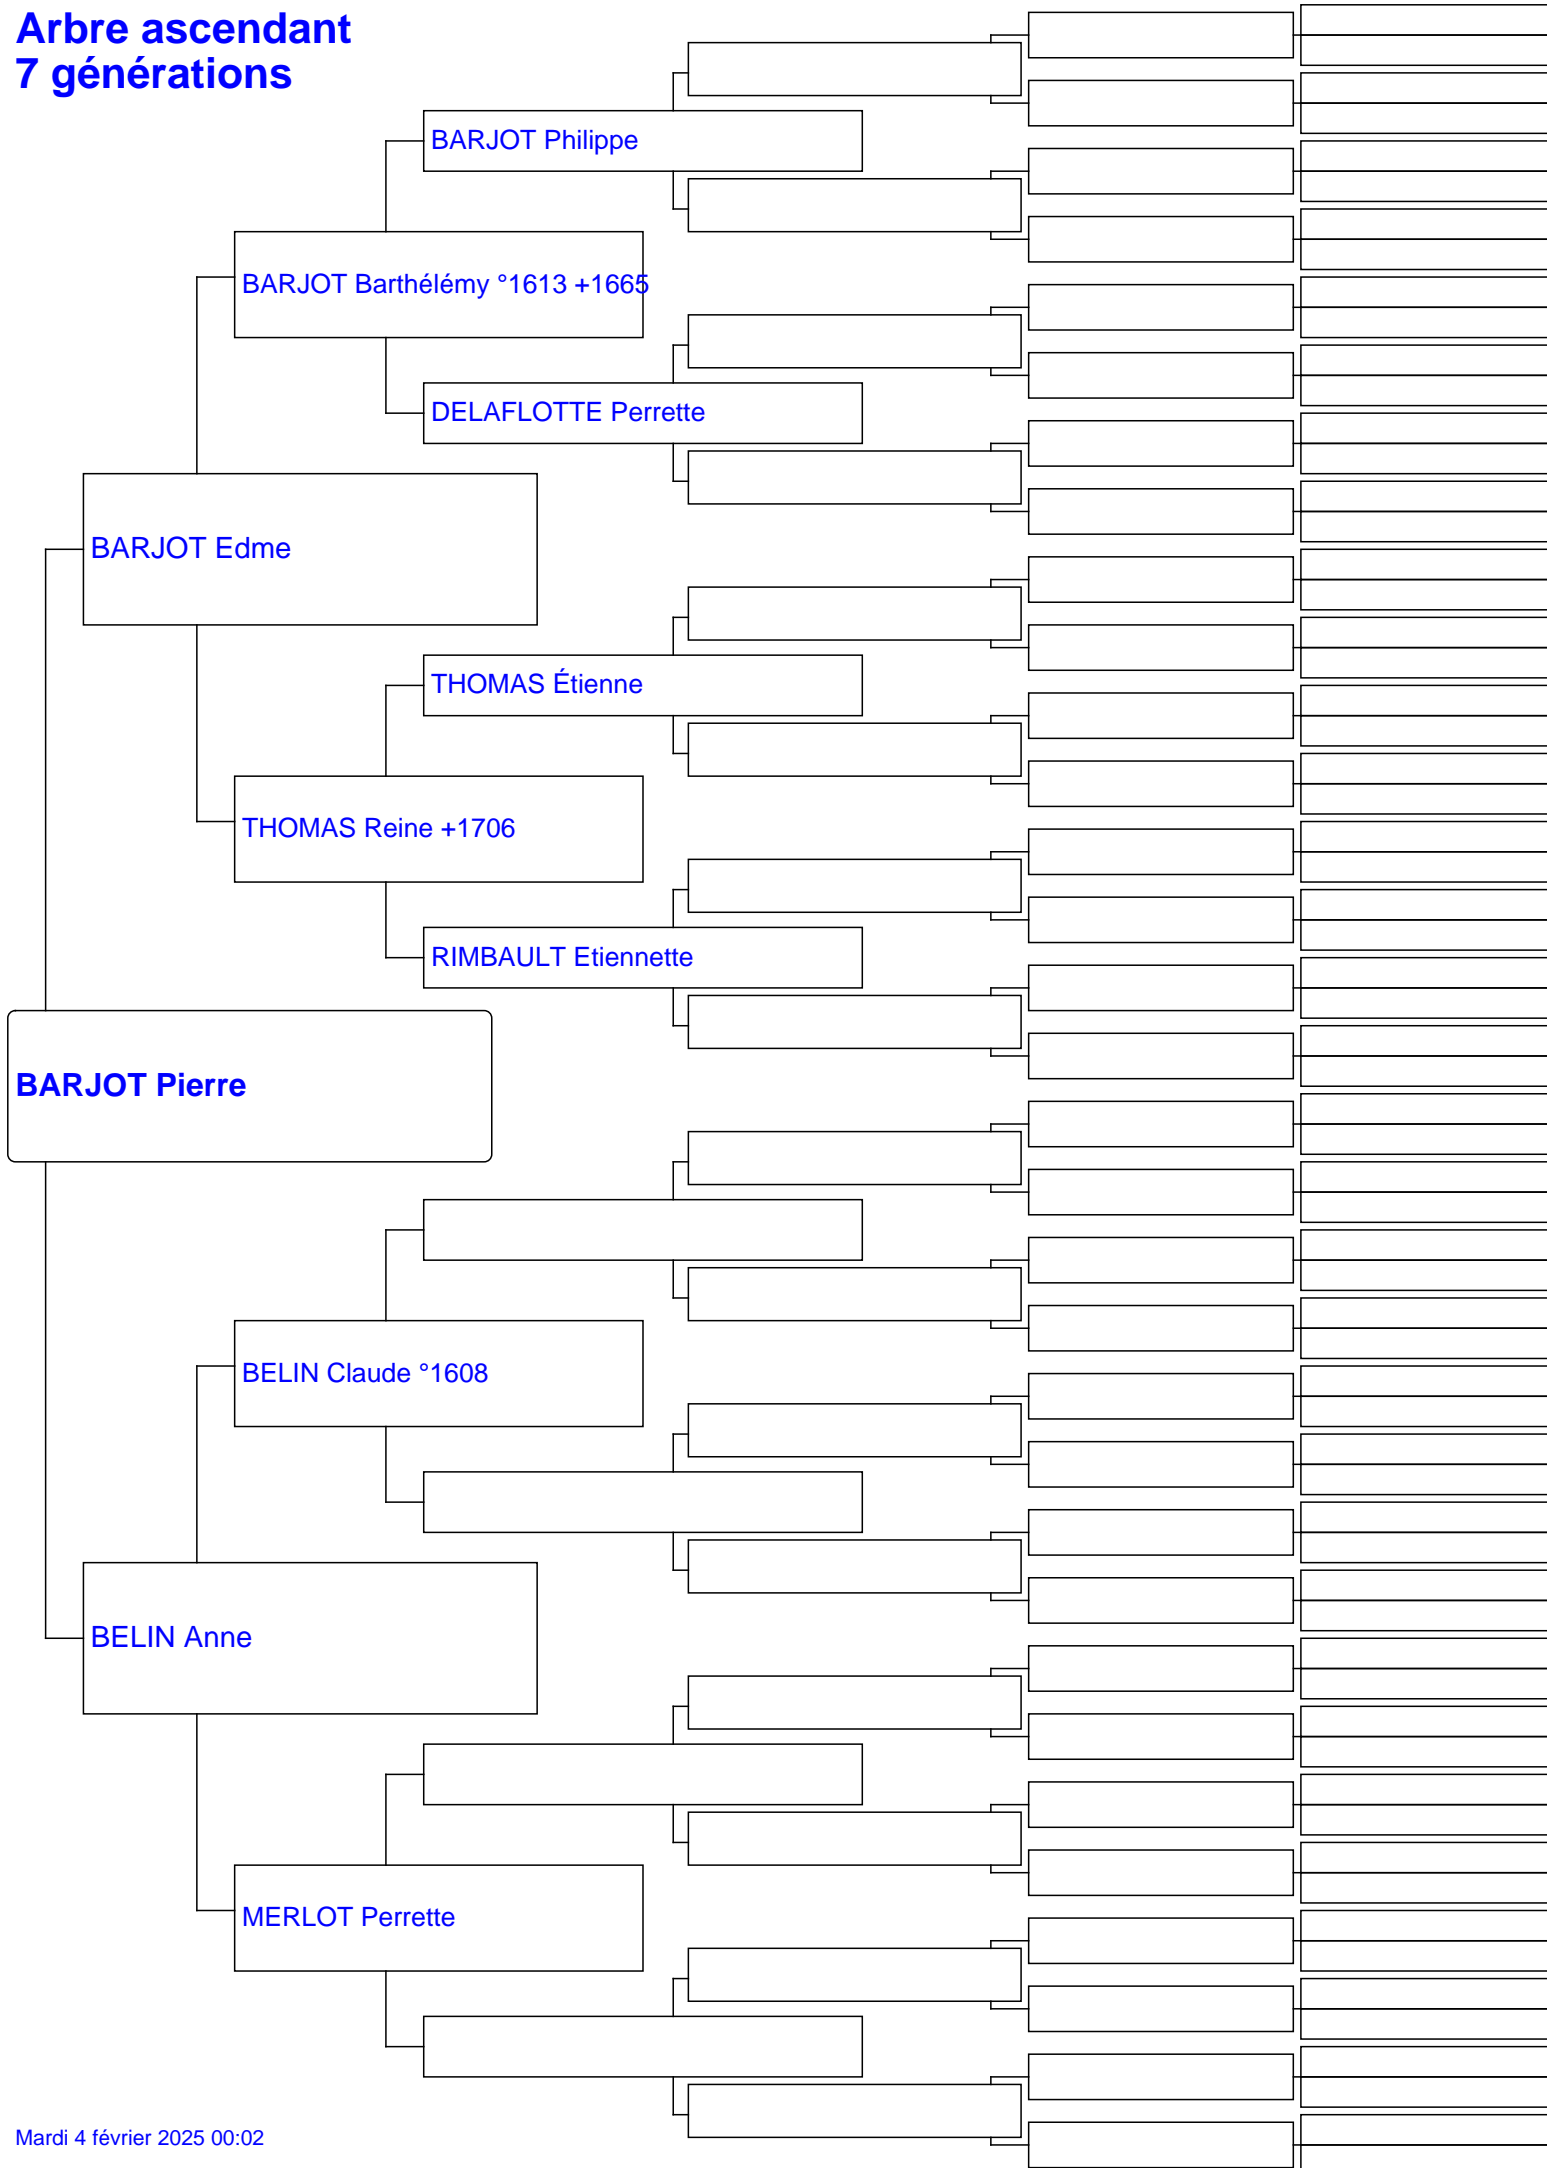 Arbre ascendant
7 générations
BARJOT Philippe
BARJOT Barthélémy °1613 +1665
DELAFLOTTE Perrette
BARJOT Edme
THOMAS Étienne
THOMAS Reine +1706
RIMBAULT Etiennette
BARJOT Pierre
BELIN Claude °1608
BELIN Anne
MERLOT Perrette
Mardi 4 février 2025 00:02